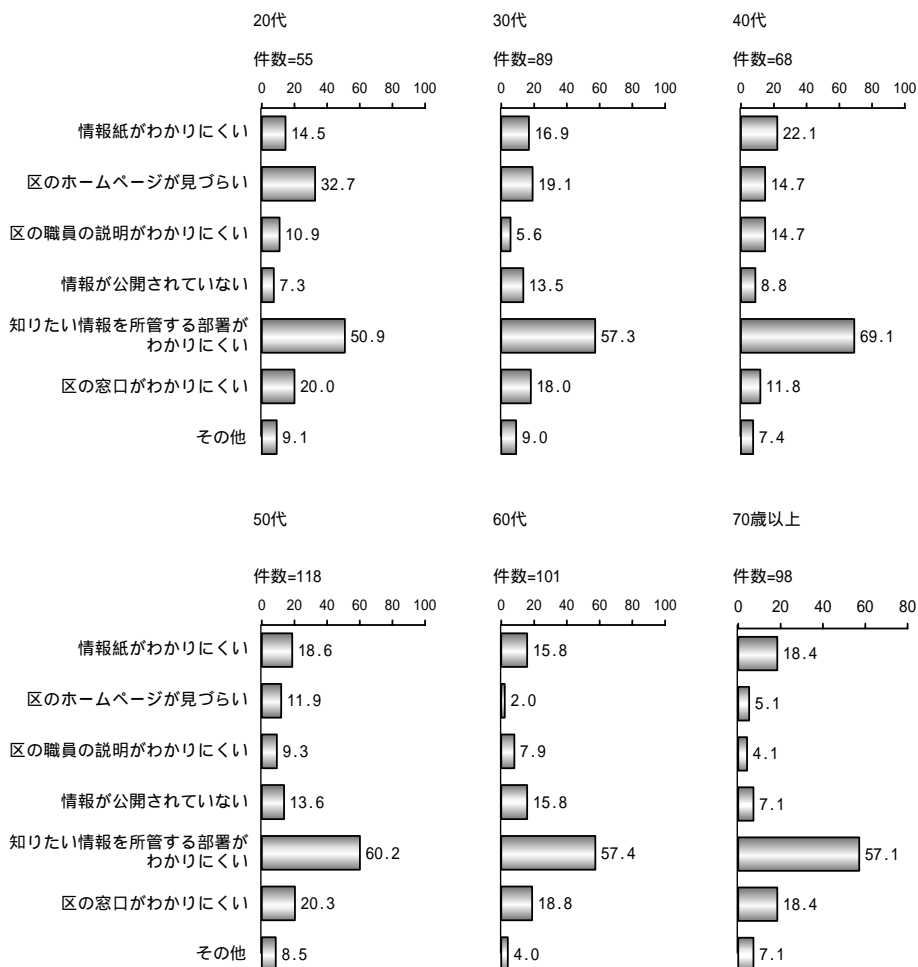 20代
30代
40代
件数=55
件数=89
件数=68
0 20 40 60 80 100
0 20 40 60 80 100
0 20 40 60 80 100
情報紙がわかりにくい 14.5 16.9 22.1
区のホームページが見づらい 32.7 19.1 14.7
区の職員の説明がわかりにくい 10.9 5.6 14.7
情報が公開されていない 7.3 13.5 8.8
知りたい情報を所管する部署が
わかりにくい 50.9 57.3 69.1
区の窓口がわかりにくい 20.0 18.0 11.8
その他 9.1 9.0 7.4
50代
60代
70歳以上
件数=118
件数=101
件数=98
0 20 40 60 80 100
0 20 40 60 80 100
0 20 40 60 80
情報紙がわかりにくい 18.6 15.8 18.4
区のホームページが見づらい 11.9 2.0 5.1
区の職員の説明がわかりにくい 9.3 7.9 4.1
情報が公開されていない 13.6 15.8 7.1
知りたい情報を所管する部署が
わかりにくい 60.2 57.4 57.1
区の窓口がわかりにくい 20.3 18.8 18.4
その他 8.5 4.0 7.1